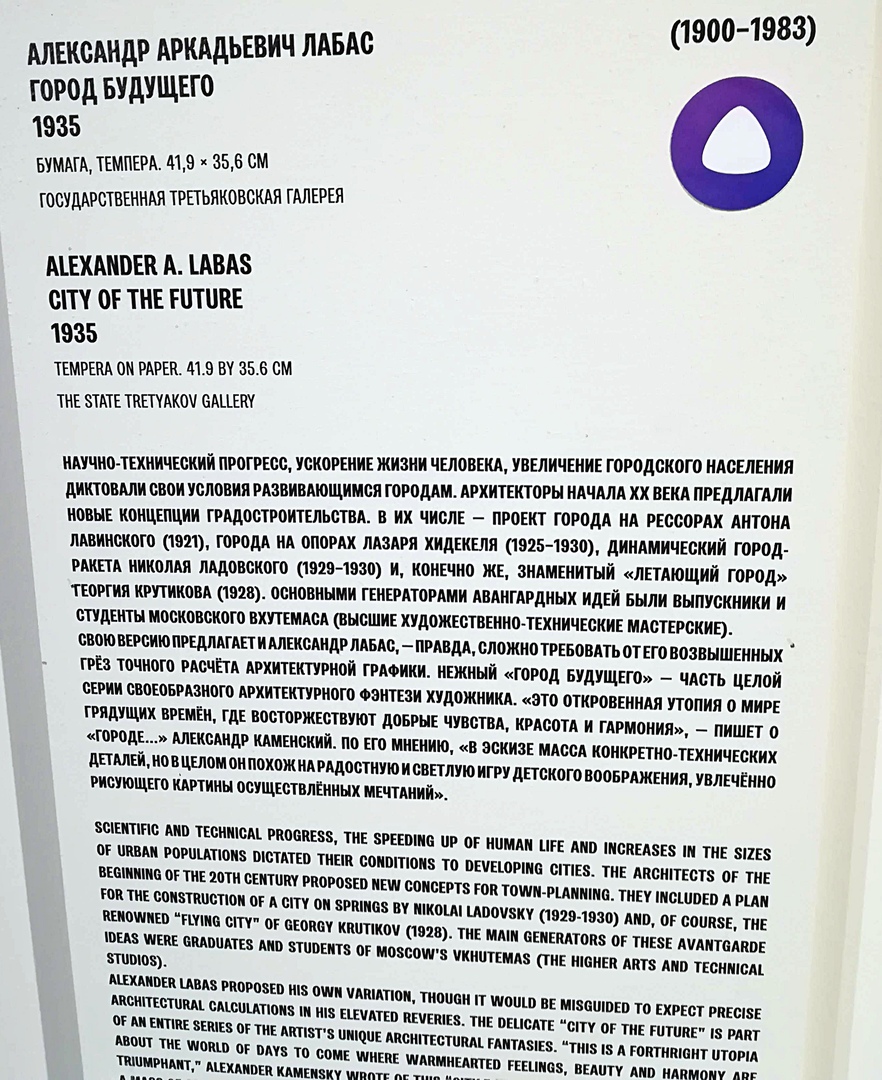 АЛЕКСАНДР АРКАДЬЕВИЧ ЛАБАС
(1900–1983)
ГОРОД БУДУЩЕГО
1935
БУМАГА, ТЕМПЕРА. 41,9 × 35,6 СМ
ГОСУДАРСТВЕННАЯ ТРЕТЬЯКОВСКАЯ ГАЛЕРЕЯ
ALEXANDER A. LABAS
CITY OF THE FUTURE
1935
TEMPERA ON PAPER. 41.9 BY 35.6 CM
THE STATE TRETYAKOV GALLERY
НАУЧНО-ТЕХНИЧЕСКИЙ ПРОГРЕСС, УСКОРЕНИЕ ЖИЗНИ ЧЕЛОВЕКА, УВЕЛИЧЕНИЕ ГОРОДСКОГО НАСЕЛЕНИЯ
ДИКТОВАЛИ СВОИ УСЛОВИЯ РАЗВИВАЮЩИМСЯ ГОРОДАМ. АРХИТЕКТОРЫ НАЧАЛА ХХ ВЕКА ПРЕДЛАГАЛИ
НОВЫЕ КОНЦЕПЦИИ ГРАДОСТРОИТЕЛЬСТВА. В ИХ ЧИСЛЕ – ПРОЕКТ ГОРОДА НА РЕССОРАХ АНТОНА
ЛАВИНСКОГО (1921), ГОРОДА НА ОПОРАХ ЛАЗАРЯ ХИДЕКЕЛЯ (1925–1930), ДИНАМИЧЕСКИЙ ГОРОД-
РАКЕТА НИКОЛАЯ ЛАДОВСКОГО (1929–1930) И, КОНЕЧНО ЖЕ, ЗНАМЕНИТЫЙ «ЛЕТАЮЩИЙ ГОРОД»
ГЕОРГИЯ КРУТИКОВА (1928). ОСНОВНЫМИ ГЕНЕРАТОРАМИ АВАНГАРДНЫХ ИДЕЙ БЫЛИ ВЫПУСКНИКИ И
СТУДЕНТЫ МОСКОВСКОГО ВХУТЕМАСА (ВЫСШИЕ ХУДОЖЕСТВЕННО-ТЕХНИЧЕСКИЕ МАСТЕРСКИЕ).
СВОЮ ВЕРСИЮ ПРЕДЛАГАЕТ И АЛЕКСАНДР ЛАБАС, – ПРАВДА, СЛОЖНО ТРЕБОВАТЬ ОТ ЕГО ВОЗВЫШЕННЫХ
ГРЁЗ ТОЧНОГО РАСЧЁТА АРХИТЕКТУРНОЙ ГРАФИКИ. НЕЖНЫЙ «ГОРОД БУДУЩЕГО» – ЧАСТЬ ЦЕЛОЙ
СЕРИИ СВОЕОБРАЗНОГО АРХИТЕКТУРНОГО ФЭНТЕЗИ ХУДОЖНИКА. «ЭТО ОТКРОВЕННАЯ УТОПИЯ О МИРЕ
ГРЯДУЩИХ ВРЕМЁН, ГДЕ ВОСТОРЖЕСТВУЮТ ДОБРЫЕ ЧУВСТВА, КРАСОТА И ГАРМОНИЯ», – ПИШЕТ О
«ГОРОДЕ...» АЛЕКСАНДР КАМЕНСКИЙ. ПО ЕГО МНЕНИЮ, «В ЭСКИЗЕ МАССА КОНКРЕТНО-ТЕХНИЧЕСКИХ
ДЕТАЛЕЙ, НО В ЦЕЛОМ ОН ПОХОЖ НА РАДОСТНУЮ И СВЕТЛУЮ ИГРУ ДЕТСКОГО ВООБРАЖЕНИЯ, УВЛЕЧЁННО
РИСУЮЩЕГО КАРТИНЫ ОСУЩЕСТВЛЁННЫХ МЕЧТАНИЙ».
SCIENTIFIC AND TECHNICAL PROGRESS, THE SPEEDING UP OF HUMAN LIFE AND INCREASES IN THE SIZES
OF URBAN POPULATIONS DICTATED THEIR CONDITIONS TO DEVELOPING CITIES. THE ARCHITECTS OF THE
BEGINNING OF THE 20TH CENTURY PROPOSED NEW CONCEPTS FOR TOWN-PLANNING. THEY INCLUDED A PLAN
FOR THE CONSTRUCTION OF A CITY ON SPRINGS BY NIKOLAI LADOVSKY (1929-1930) AND, OF COURSE, THE
RENOWNED "FLYING CITY" OF GEORGY KRUTIKOV (1928). THE MAIN GENERATORS OF THESE AVANTGARDE
IDEAS WERE GRADUATES AND STUDENTS OF MOSCOW'S VKHUTEMAS (THE HIGHER ARTS AND TECHNICAL
STUDIOS).
ALEXANDER LABAS PROPOSED HIS OWN VARIATION, THOUGH IT WOULD BE MISGUIDED TO EXPECT PRECISE
ARCHITECTURAL CALCULATIONS IN HIS ELEVATED REVERIES. THE DELICATE "CITY OF THE FUTURE" IS PART
OF AN ENTIRE SERIES OF THE ARTIST'S UNIQUE ARCHITECTURAL FANTASIES. "THIS IS A FORTHRIGHT UTOPIA
ABOUT THE WORLD OF DAYS TO COME WHERE WARMHEARTED FEELINGS, BEAUTY AND HARMONY ARE
TRIUMPHANT," ALEXANDER KAMENSKY WROTE OF THIS